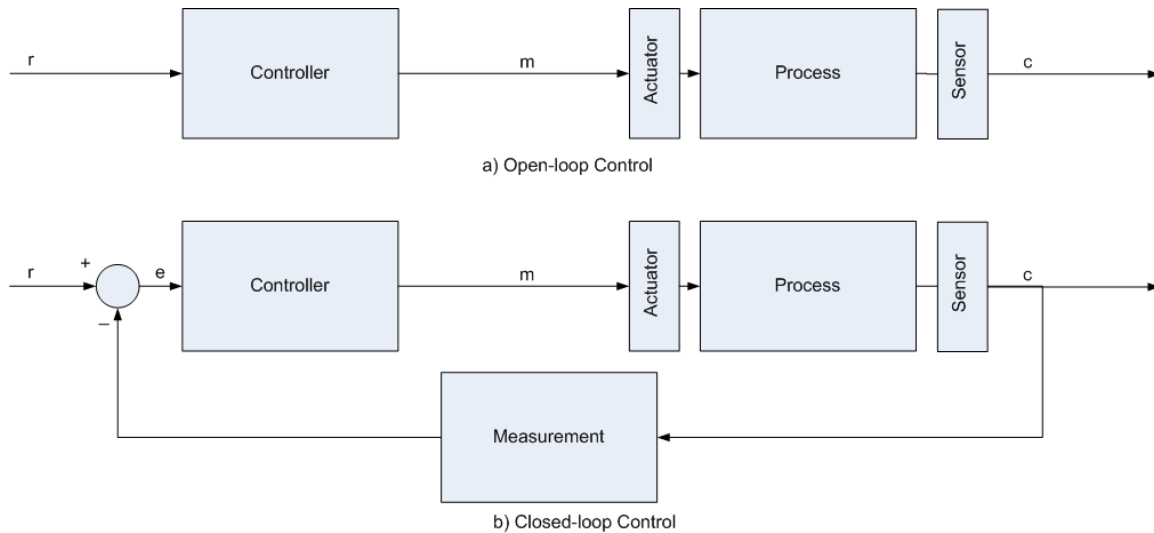 r
Controller
m
Actuator
Process
Sensor
c
a) Open-loop Control
r
+
−
e
Controller
m
Actuator
Process
Sensor
c
Measurement
b) Closed-loop Control